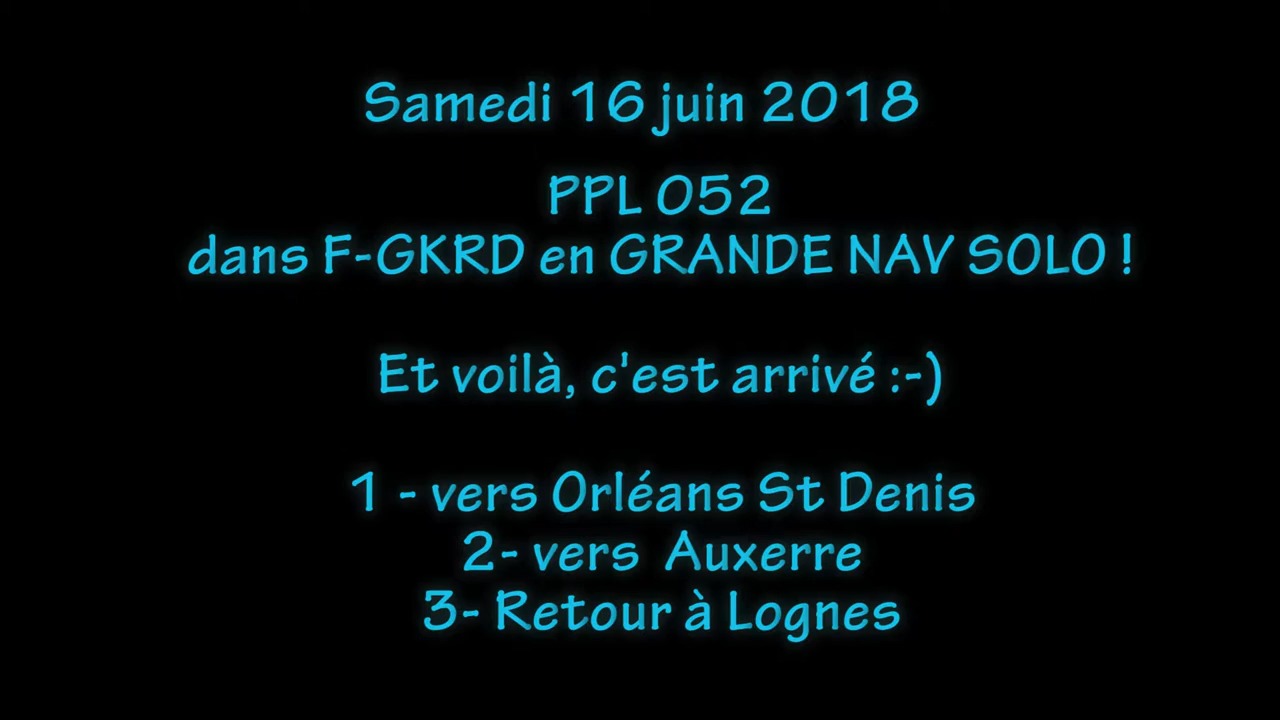 Samedi 16 juin 2018
PPL 052
dans F-GKRD en GRANDE NAV SOLO !
Et voilà, c'est arrivé :-)
1 - vers Orléans St Denis
2- vers  Auxerre
3- Retour à Lognes